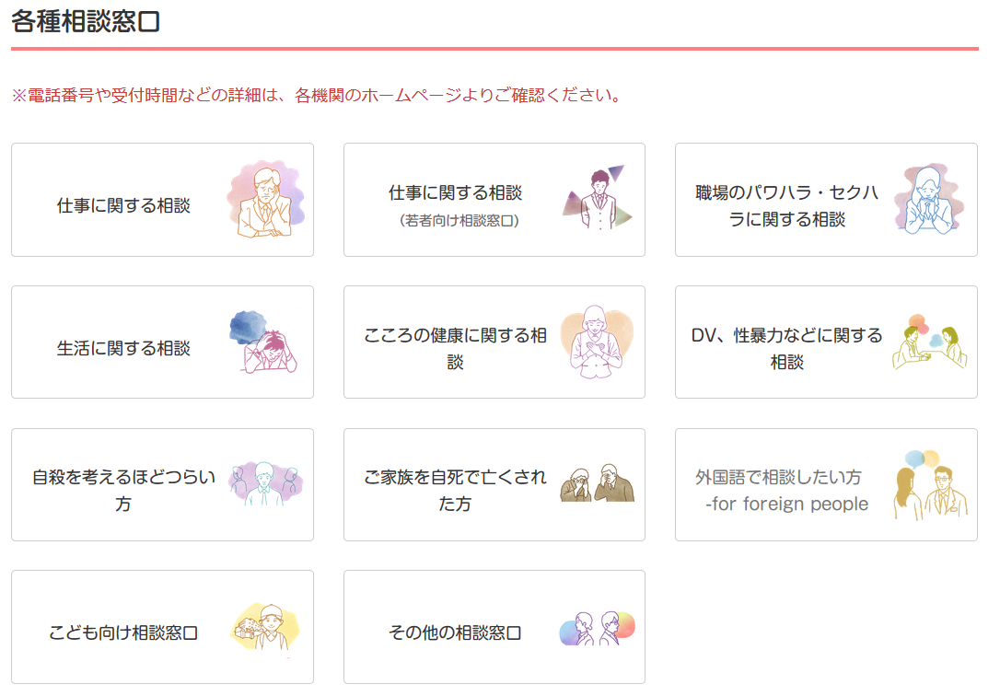 各種相談窓口
※電話番号や受付時間などの詳細は、各機関のホームページよりご確認ください。
仕事に関する相談
仕事に関する相談
(若者向け相談窓口)
職場のパワハラ・セクハ
ラに関する相談
生活に関する相談
こころの健康に関する相
談
DV、性暴力などに関する
相談
自殺を考えるほどつらい
方
ご家族を自死で亡くされ
た方
外国語で相談したい方
-for foreign people
こども向け相談窓口
その他の相談窓口